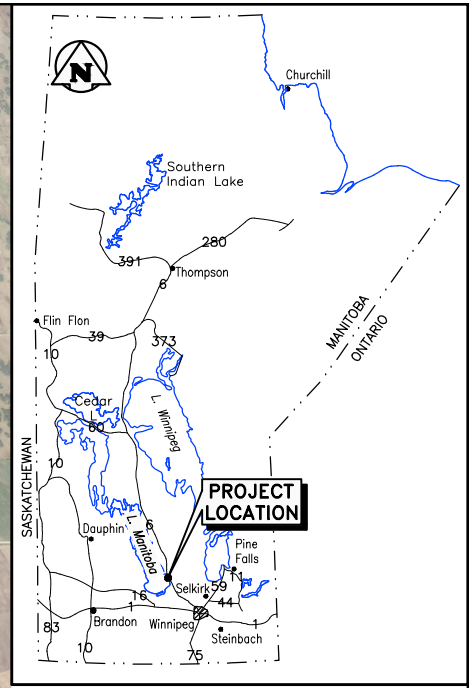 N
Churchill
Southern
Indian Lake
280
391
Thompson
6
Flin Flon
39
373
10
MANITOBA
ONTARIO
Cedar
L.
60
L. Winnipeg
10
SASKATCHEWAN
PROJECT
LOCATION
6
Dauphin
L. Manitoba
Pine
Falls
11
Selkirk
59
16
44
1
Brandon
Winnipeg
1
83
Steinbach
10
75